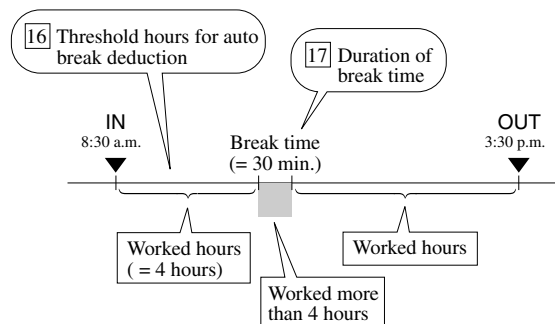 16 Threshold hours for auto
break deduction
17 Duration of
break time
IN
8:30 a.m.
Break time
(= 30 min.)
OUT
3:30 p.m.
Worked hours
( = 4 hours)
Worked more
than 4 hours
Worked hours